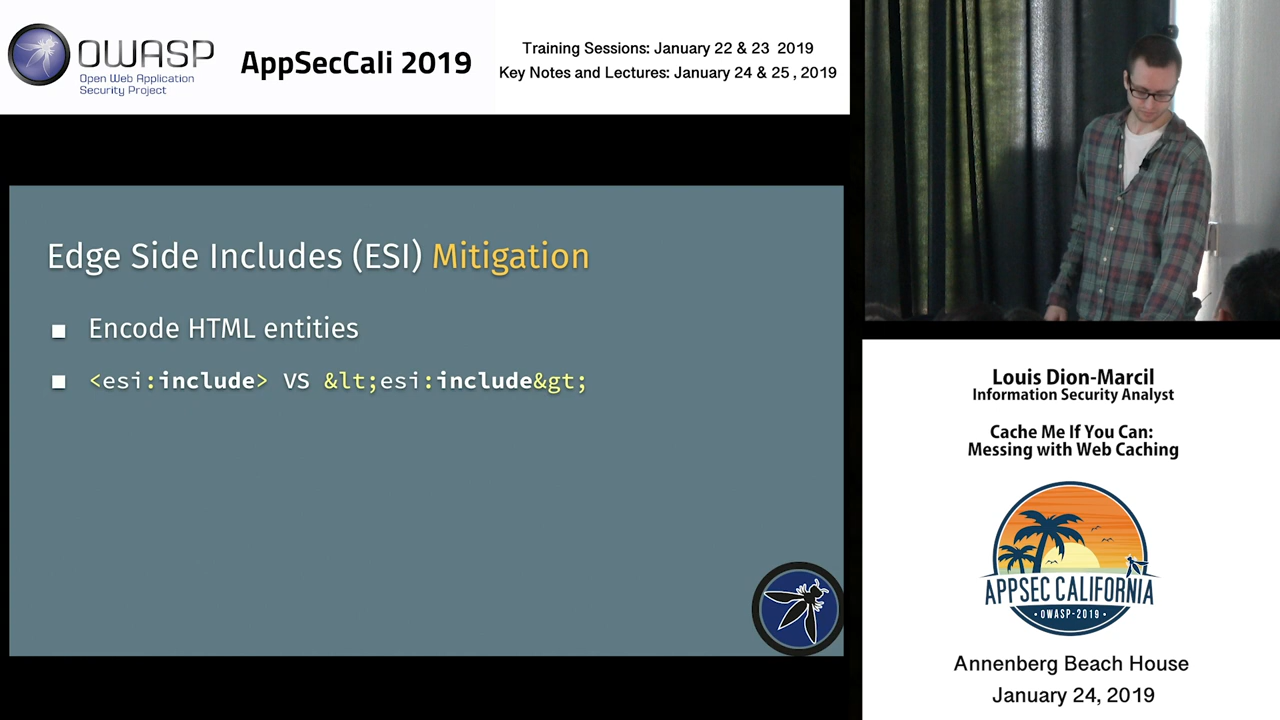 OWASP
Open Web Application
Security Project
AppSecCali 2019
Training Sessions: January 22 & 23 2019
Key Notes and Lectures: January 24 & 25 , 2019
Edge Side Includes (ESI) Mitigation
Encode HTML entities
<esi:include> VS &lt;esi:include&gt;
Louis Dion-Marcil
Information Security Analyst
Cache Me If You Can:
Messing with Web Caching
APPSEC CALIFORNIA
• OWASP-2019 •
Annenberg Beach House
January 24, 2019